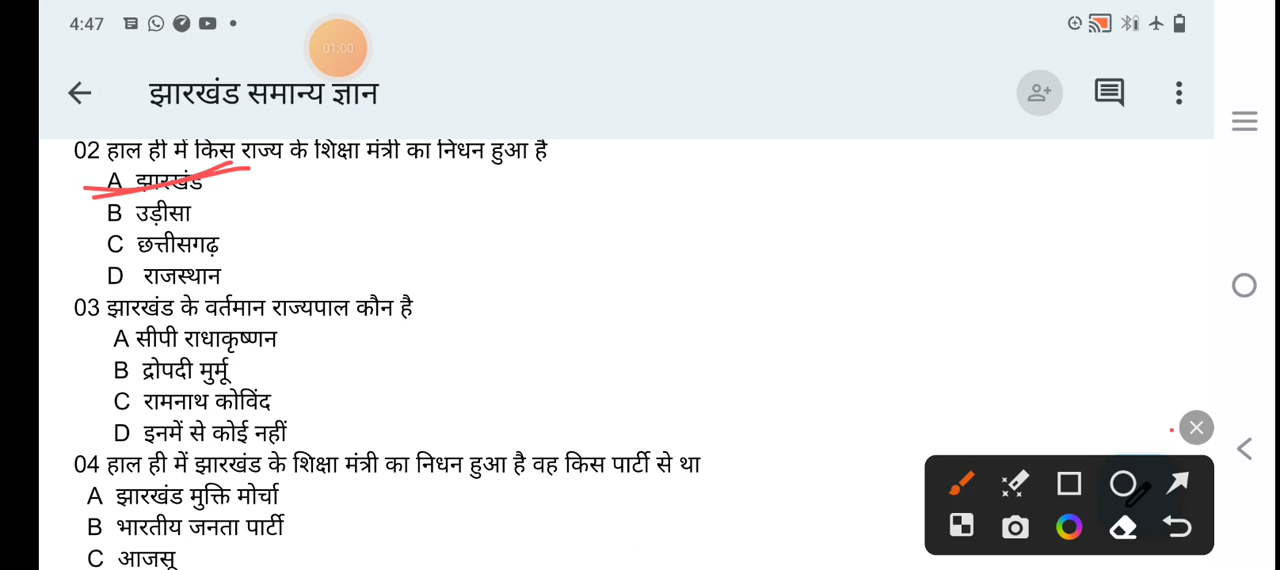 4:47
01:00
झारखंड समान्य ज्ञान
02 हाल ही में किस राज्य के शिक्षा मंत्री का निधन हुआ है
A झारखंड
B उड़ीसा
C छत्तीसगढ़
D राजस्थान
03 झारखंड के वर्तमान राज्यपाल कौन है
A सीपी राधाकृष्णन
B द्रोपदी मुर्मू
C रामनाथ कोविंद
D इनमें से कोई नहीं
04 हाल ही में झारखंड के शिक्षा मंत्री का निधन हुआ है वह किस पार्टी से था
A झारखंड मुक्ति मोर्चा
B भारतीय जनता पार्टी
C आजसू